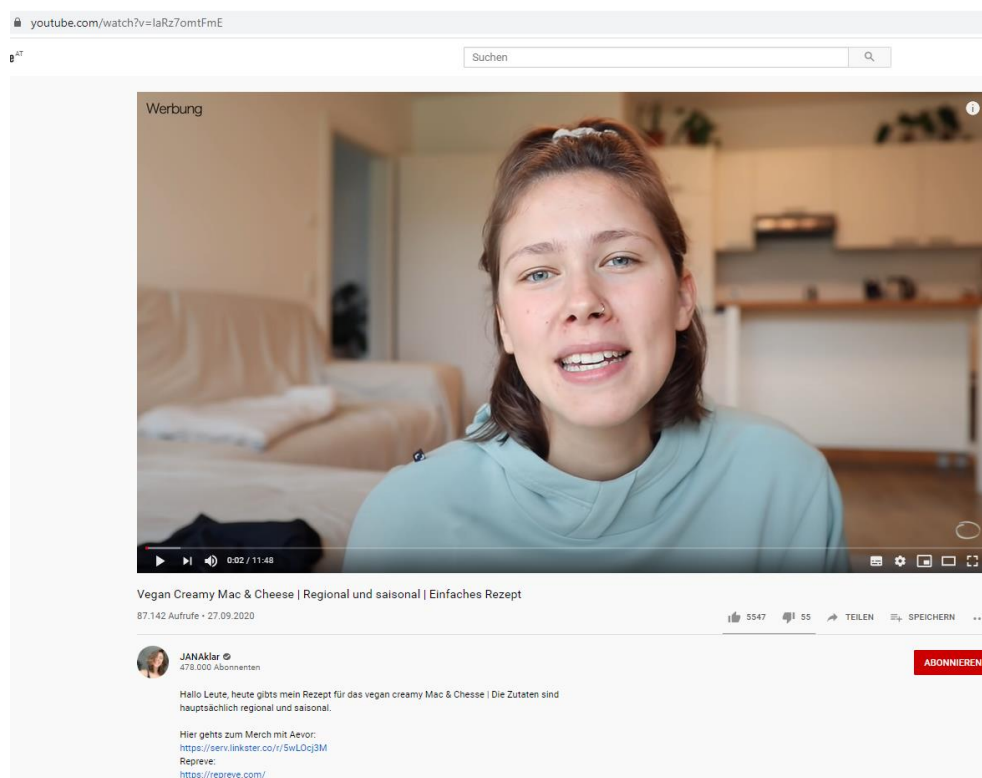 youtube.com/watch?v=laRz7omtFmE
e AT
Suchen
Werbung
0:02 / 11:48
Vegan Creamy Mac & Cheese | Regional und saisonal | Einfaches Rezept
87.142 Aufrufe • 27.09.2020
5547 55 TEILEN SPEICHERN ...
JANAklar
478.000 Abonnenten
ABONNIEREN
Hallo Leute, heute gibts mein Rezept für das vegan creamy Mac & Chesse | Die Zutaten sind
hauptsächlich regional und saisonal.
Hier gehts zum Merch mit Aevor:
https://serv.linkster.co/r/5wLOcj3M
Repreve:
https://repreve.com/